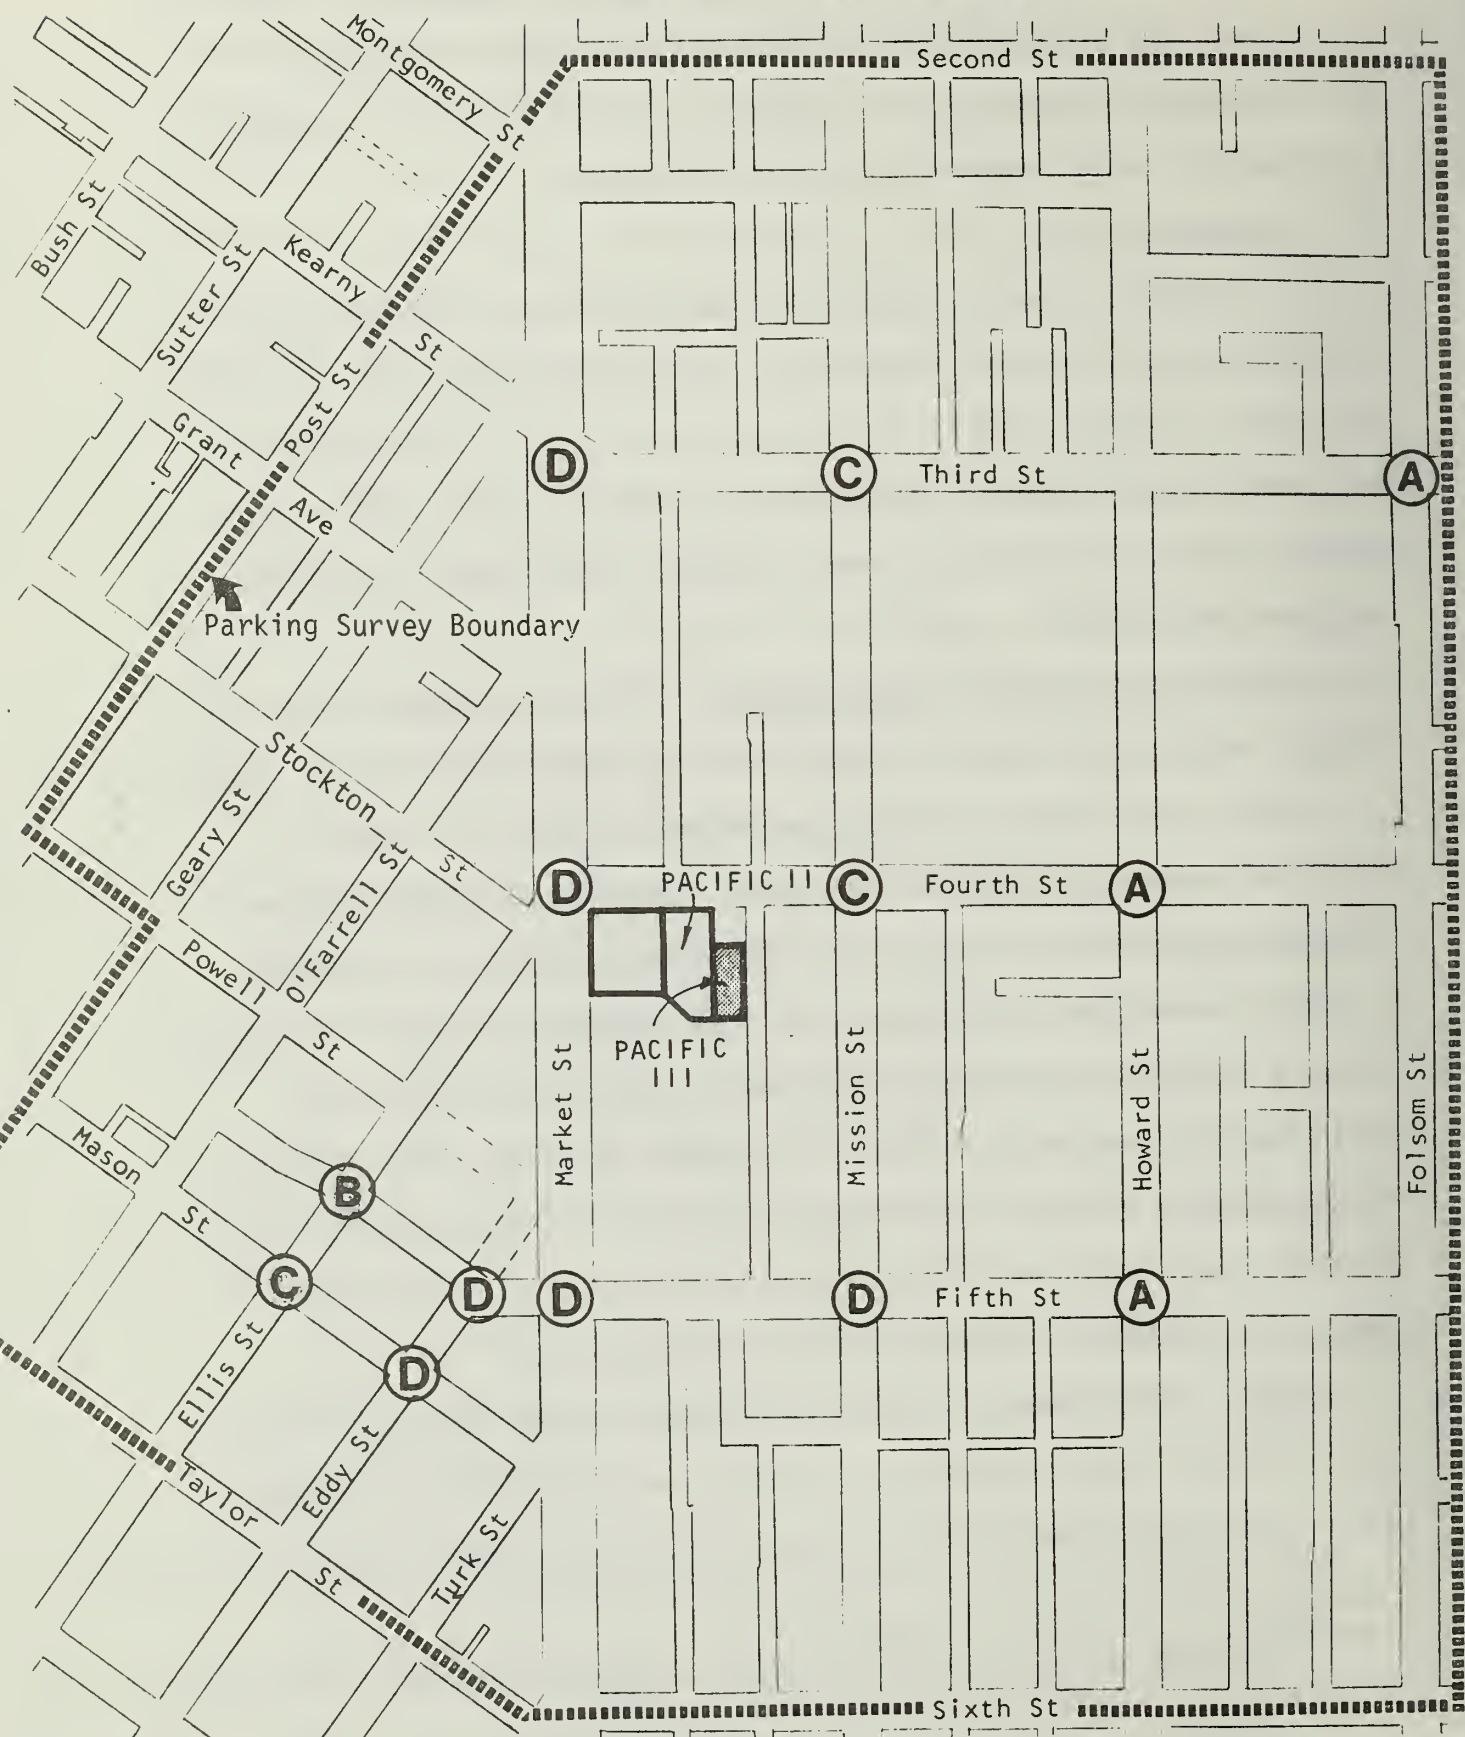 Montgomery St
Second St
Bush St
Sutter St
Kearny St
Post St
Grant Ave
D
C
Third St
A
Parking Survey Boundary
Stockton St
Geary St
O'Farrell St
D
PACIFIC II
C
Fourth St
A
Powell St
PACIFIC
III
Market St
Mission St
Howard St
Folsom St
Mason St
B
C
D
D
D
Fifth St
A
Ellis St
D
Eddy St
Taylor St
Turk St
Sixth St